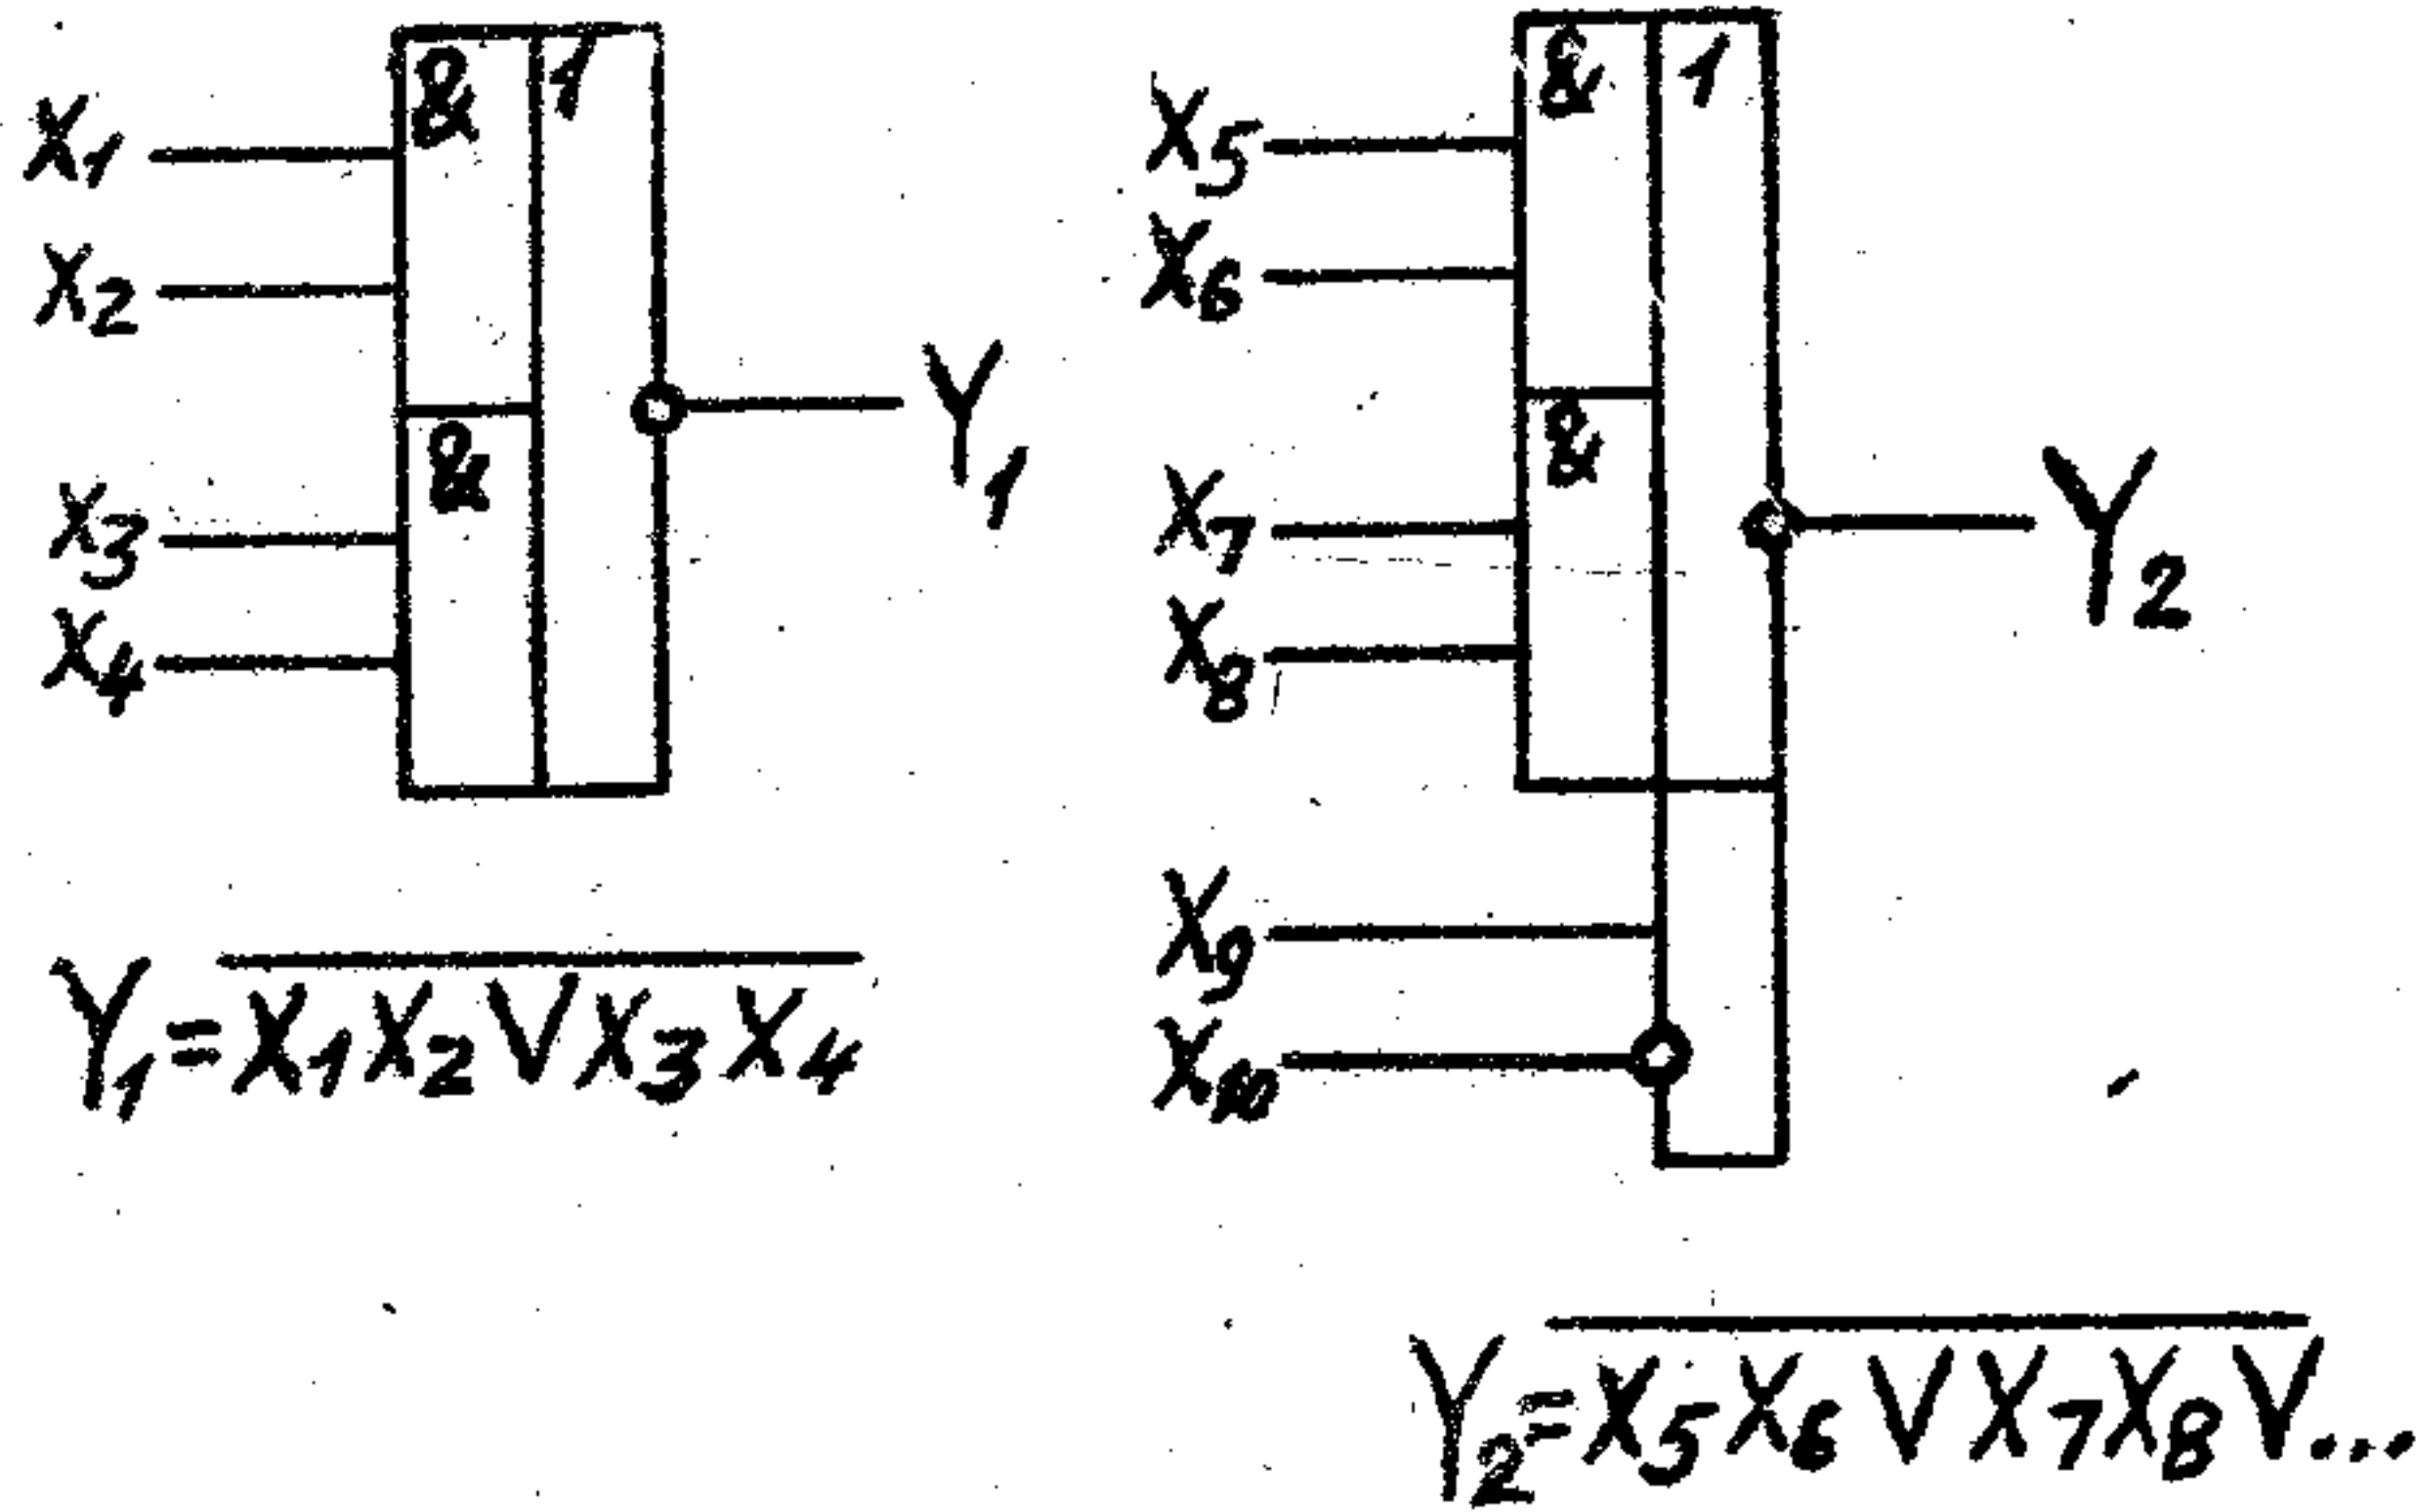 & 1
X1
X2
&
X3
X4
Y1
Y1=X1X2VX3X4
& 1
X5
X6
&
X7
X8
X9
X10
Y2
Y2=X5X6VX7X8V...